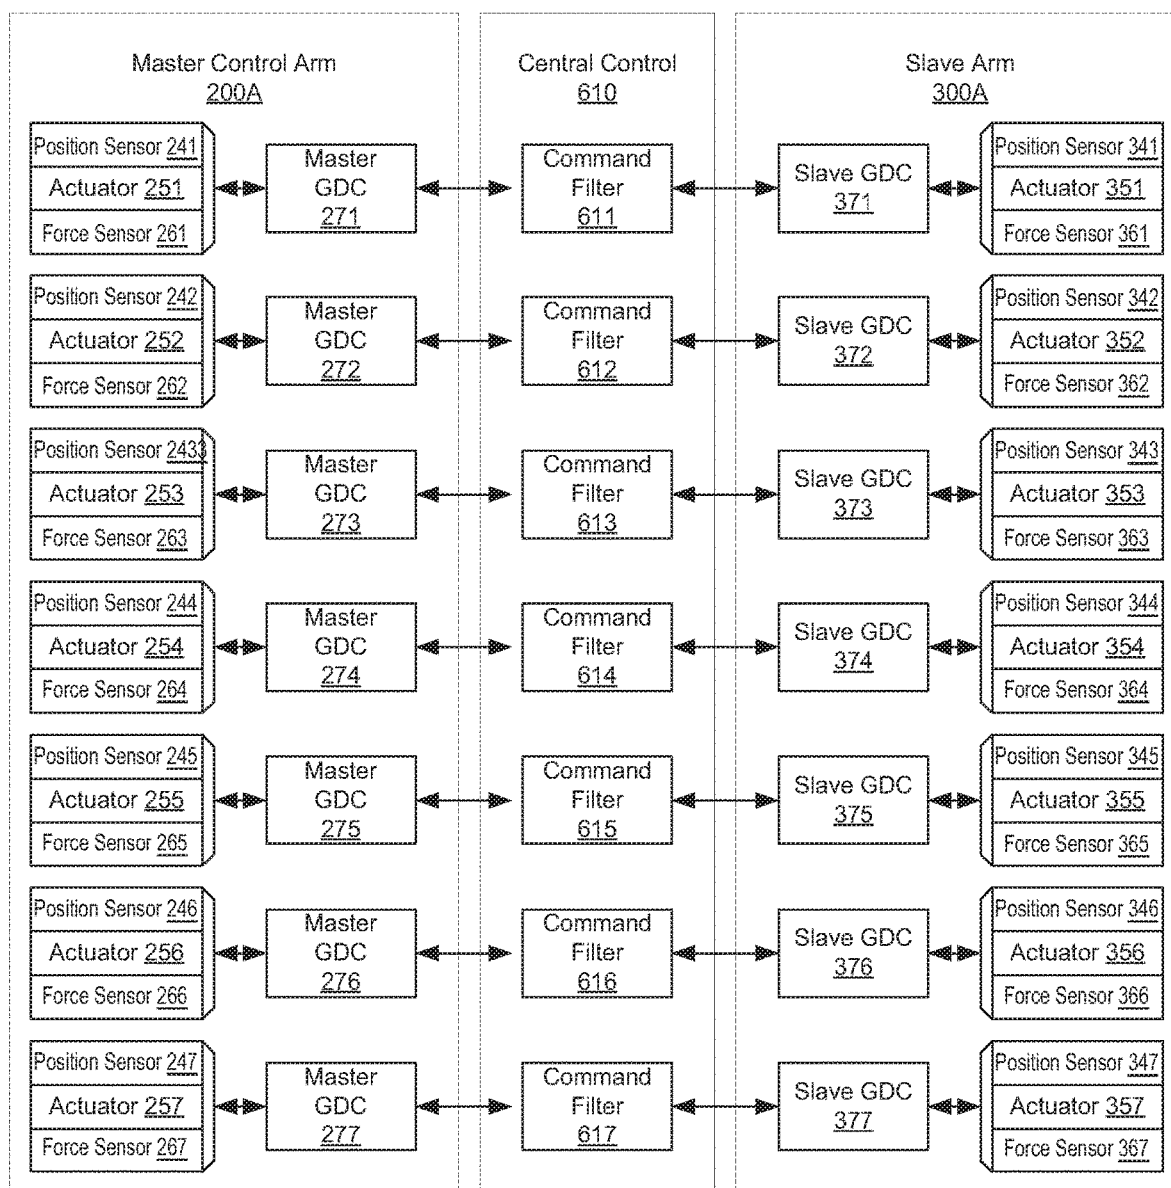 Master Control Arm
200A
Central Control
610
Slave Arm
300A
Position Sensor 241
Actuator 251
Force Sensor 261
Master
GDC
271
Command
Filter
611
Slave GDC
371
Position Sensor 341
Actuator 351
Force Sensor 361
Position Sensor 242
Actuator 252
Force Sensor 262
Master
GDC
272
Command
Filter
612
Slave GDC
372
Position Sensor 342
Actuator 352
Force Sensor 362
Position Sensor 2433
Actuator 253
Force Sensor 263
Master
GDC
273
Command
Filter
613
Slave GDC
373
Position Sensor 343
Actuator 353
Force Sensor 363
Position Sensor 244
Actuator 254
Force Sensor 264
Master
GDC
274
Command
Filter
614
Slave GDC
374
Position Sensor 344
Actuator 354
Force Sensor 364
Position Sensor 245
Actuator 255
Force Sensor 265
Master
GDC
275
Command
Filter
615
Slave GDC
375
Position Sensor 345
Actuator 355
Force Sensor 365
Position Sensor 246
Actuator 256
Force Sensor 266
Master
GDC
276
Command
Filter
616
Slave GDC
376
Position Sensor 346
Actuator 356
Force Sensor 366
Position Sensor 247
Actuator 257
Force Sensor 267
Master
GDC
277
Command
Filter
617
Slave GDC
377
Position Sensor 347
Actuator 357
Force Sensor 367